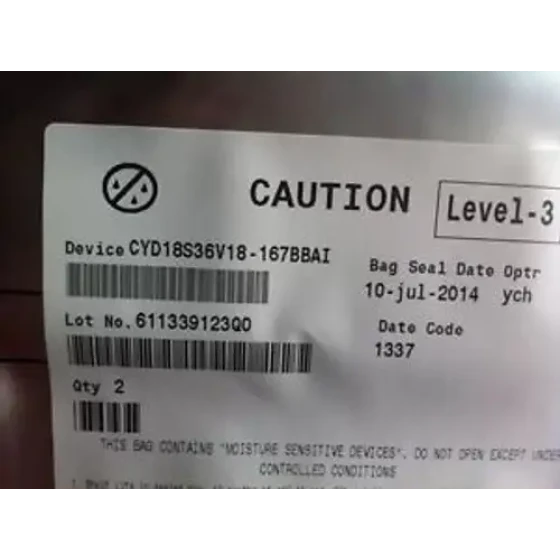 CAUTION
Level-3
Device CYD18S36V18-167BBAI
Bag Seal Date Optr
10-jul-2014 ych
Lot No. 611339123Q0
Date Code
1337
Qty 2
THIS BAG CONTAINS "MOISTURE SENSITIVE DEVICES". DO NOT OPEN EXCEPT UNDER
CONTROLLED CONDITIONS